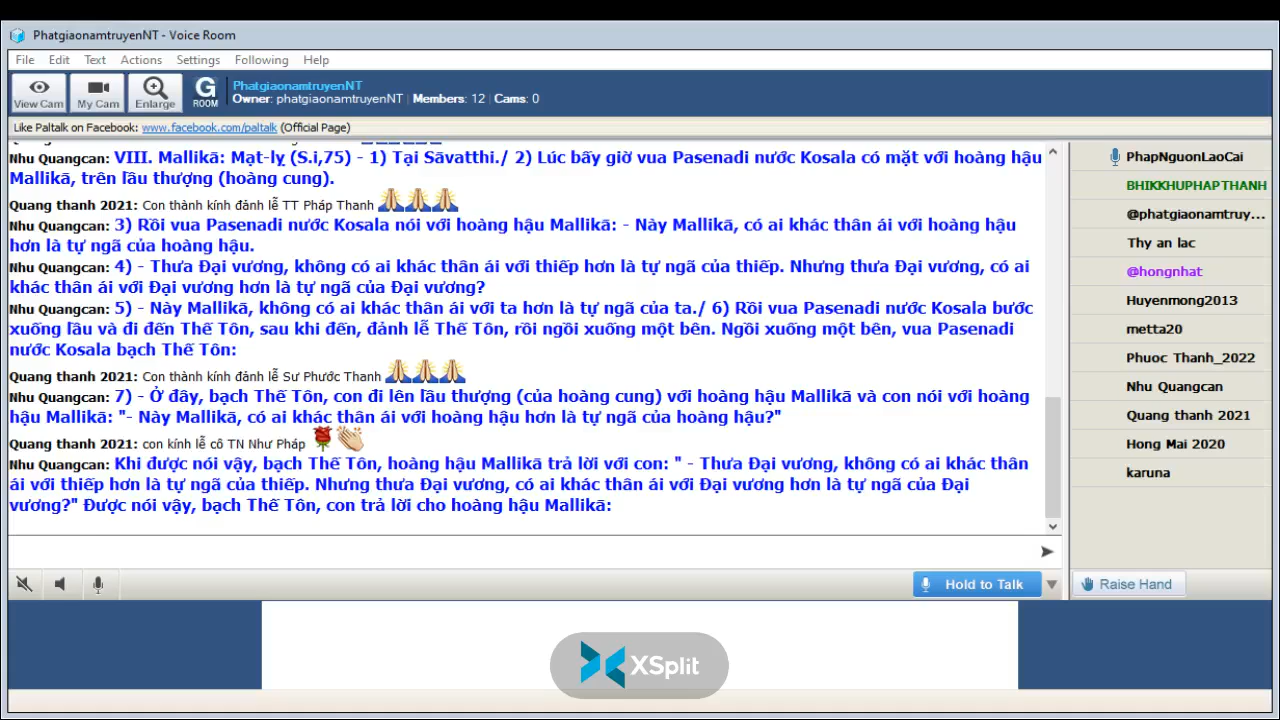 PhatgiaonamtruyenNT - Voice Room
File Edit Text Actions Settings Following Help
View Cam My Cam Enlarge G ROOM
PhatgiaonamtruyenNT
Owner: phatgiaonamtruyenNT | Members: 12 | Cams: 0
Like Paltalk on Facebook: www.facebook.com/paltalk (Official Page)
Nhu Quangcan: VIII. Mallikā: Mạt-lỵ (S.i,75) - 1) Tại Sāvatthi./ 2) Lúc bấy giờ vua Pasenadi nước Kosala có mặt với hoàng hậu
Mallikā, trên lầu thượng (hoàng cung).
Quang thanh 2021: Con thành kính đảnh lễ TT Pháp Thanh
Nhu Quangcan: 3) Rồi vua Pasenadi nước Kosala nói với hoàng hậu Mallikā: - Này Mallikā, có ai khác thân ái với hoàng hậu
hơn là tự ngã của hoàng hậu.
Nhu Quangcan: 4) - Thưa Đại vương, không có ai khác thân ái với thiếp hơn là tự ngã của thiếp. Nhưng thưa Đại vương, có ai
khác thân ái với Đại vương hơn là tự ngã của Đại vương?
Nhu Quangcan: 5) - Này Mallikā, không có ai khác thân ái với ta hơn là tự ngã của ta./ 6) Rồi vua Pasenadi nước Kosala bước
xuống lầu và đi đến Thế Tôn, sau khi đến, đảnh lễ Thế Tôn, rồi ngồi xuống một bên. Ngồi xuống một bên, vua Pasenadi
nước Kosala bạch Thế Tôn:
Quang thanh 2021: Con thành kính đảnh lễ Sư Phước Thanh
Nhu Quangcan: 7) - Ở đây, bạch Thế Tôn, con đi lên lầu thượng (của hoàng cung) với hoàng hậu Mallikā và con nói với hoàng
hậu Mallikā: "- Này Mallikā, có ai khác thân ái với hoàng hậu hơn là tự ngã của hoàng hậu?"
Quang thanh 2021: con kính lễ cô TN Như Pháp
Nhu Quangcan: Khi được nói vậy, bạch Thế Tôn, hoàng hậu Mallikā trả lời với con: " - Thưa Đại vương, không có ai khác thân
ái với thiếp hơn là tự ngã của thiếp. Nhưng thưa Đại vương, có ai khác thân ái với Đại vương hơn là tự ngã của Đại
vương?" Được nói vậy, bạch Thế Tôn, con trả lời cho hoàng hậu Mallikā:
PhapNguonLaoCai
BHIKKHUPHAPTHANH
@phatgiaonamtruy...
Thy an lac
@hongnhat
Huyenmong2013
metta20
Phuoc Thanh_2022
Nhu Quangcan
Quang thanh 2021
Hong Mai 2020
karuna
Hold to Talk
Raise Hand
XSplit